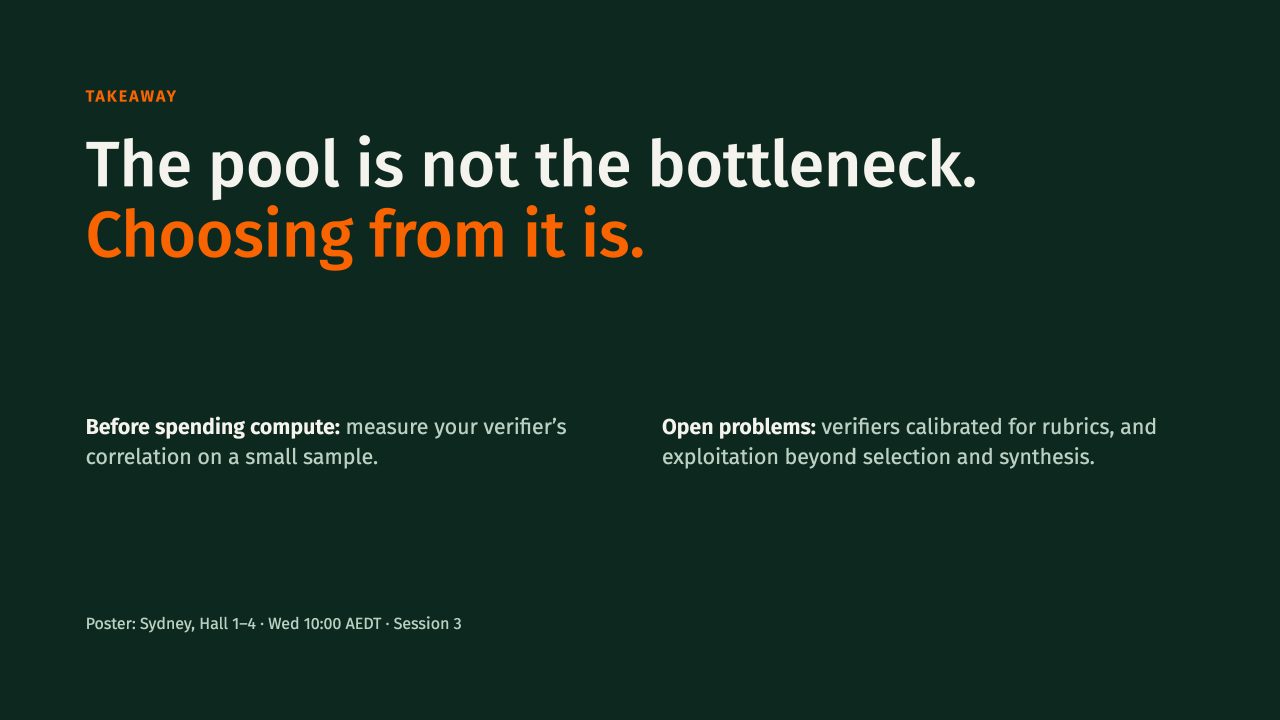 TAKEAWAY
The pool is not the bottleneck.
Choosing from it is.
Before spending compute: measure your verifier’s
correlation on a small sample.
Open problems: verifiers calibrated for rubrics, and
exploitation beyond selection and synthesis.
Poster: Sydney, Hall 1–4 · Wed 10:00 AEDT · Session 3